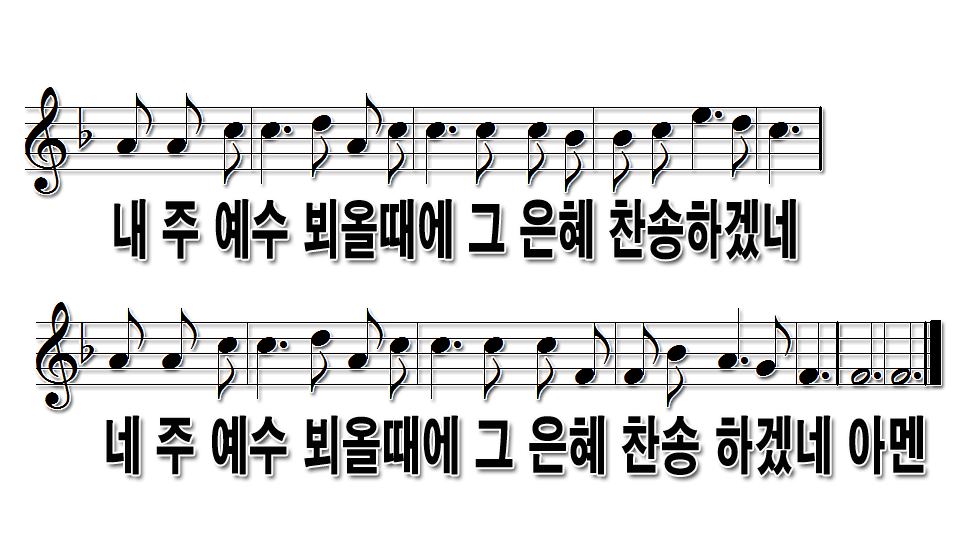 내 주 예수 뵈올때에 그 은혜 찬송하겠네
네 주 예수 뵈올때에 그 은혜 찬송 하겠네 아멘